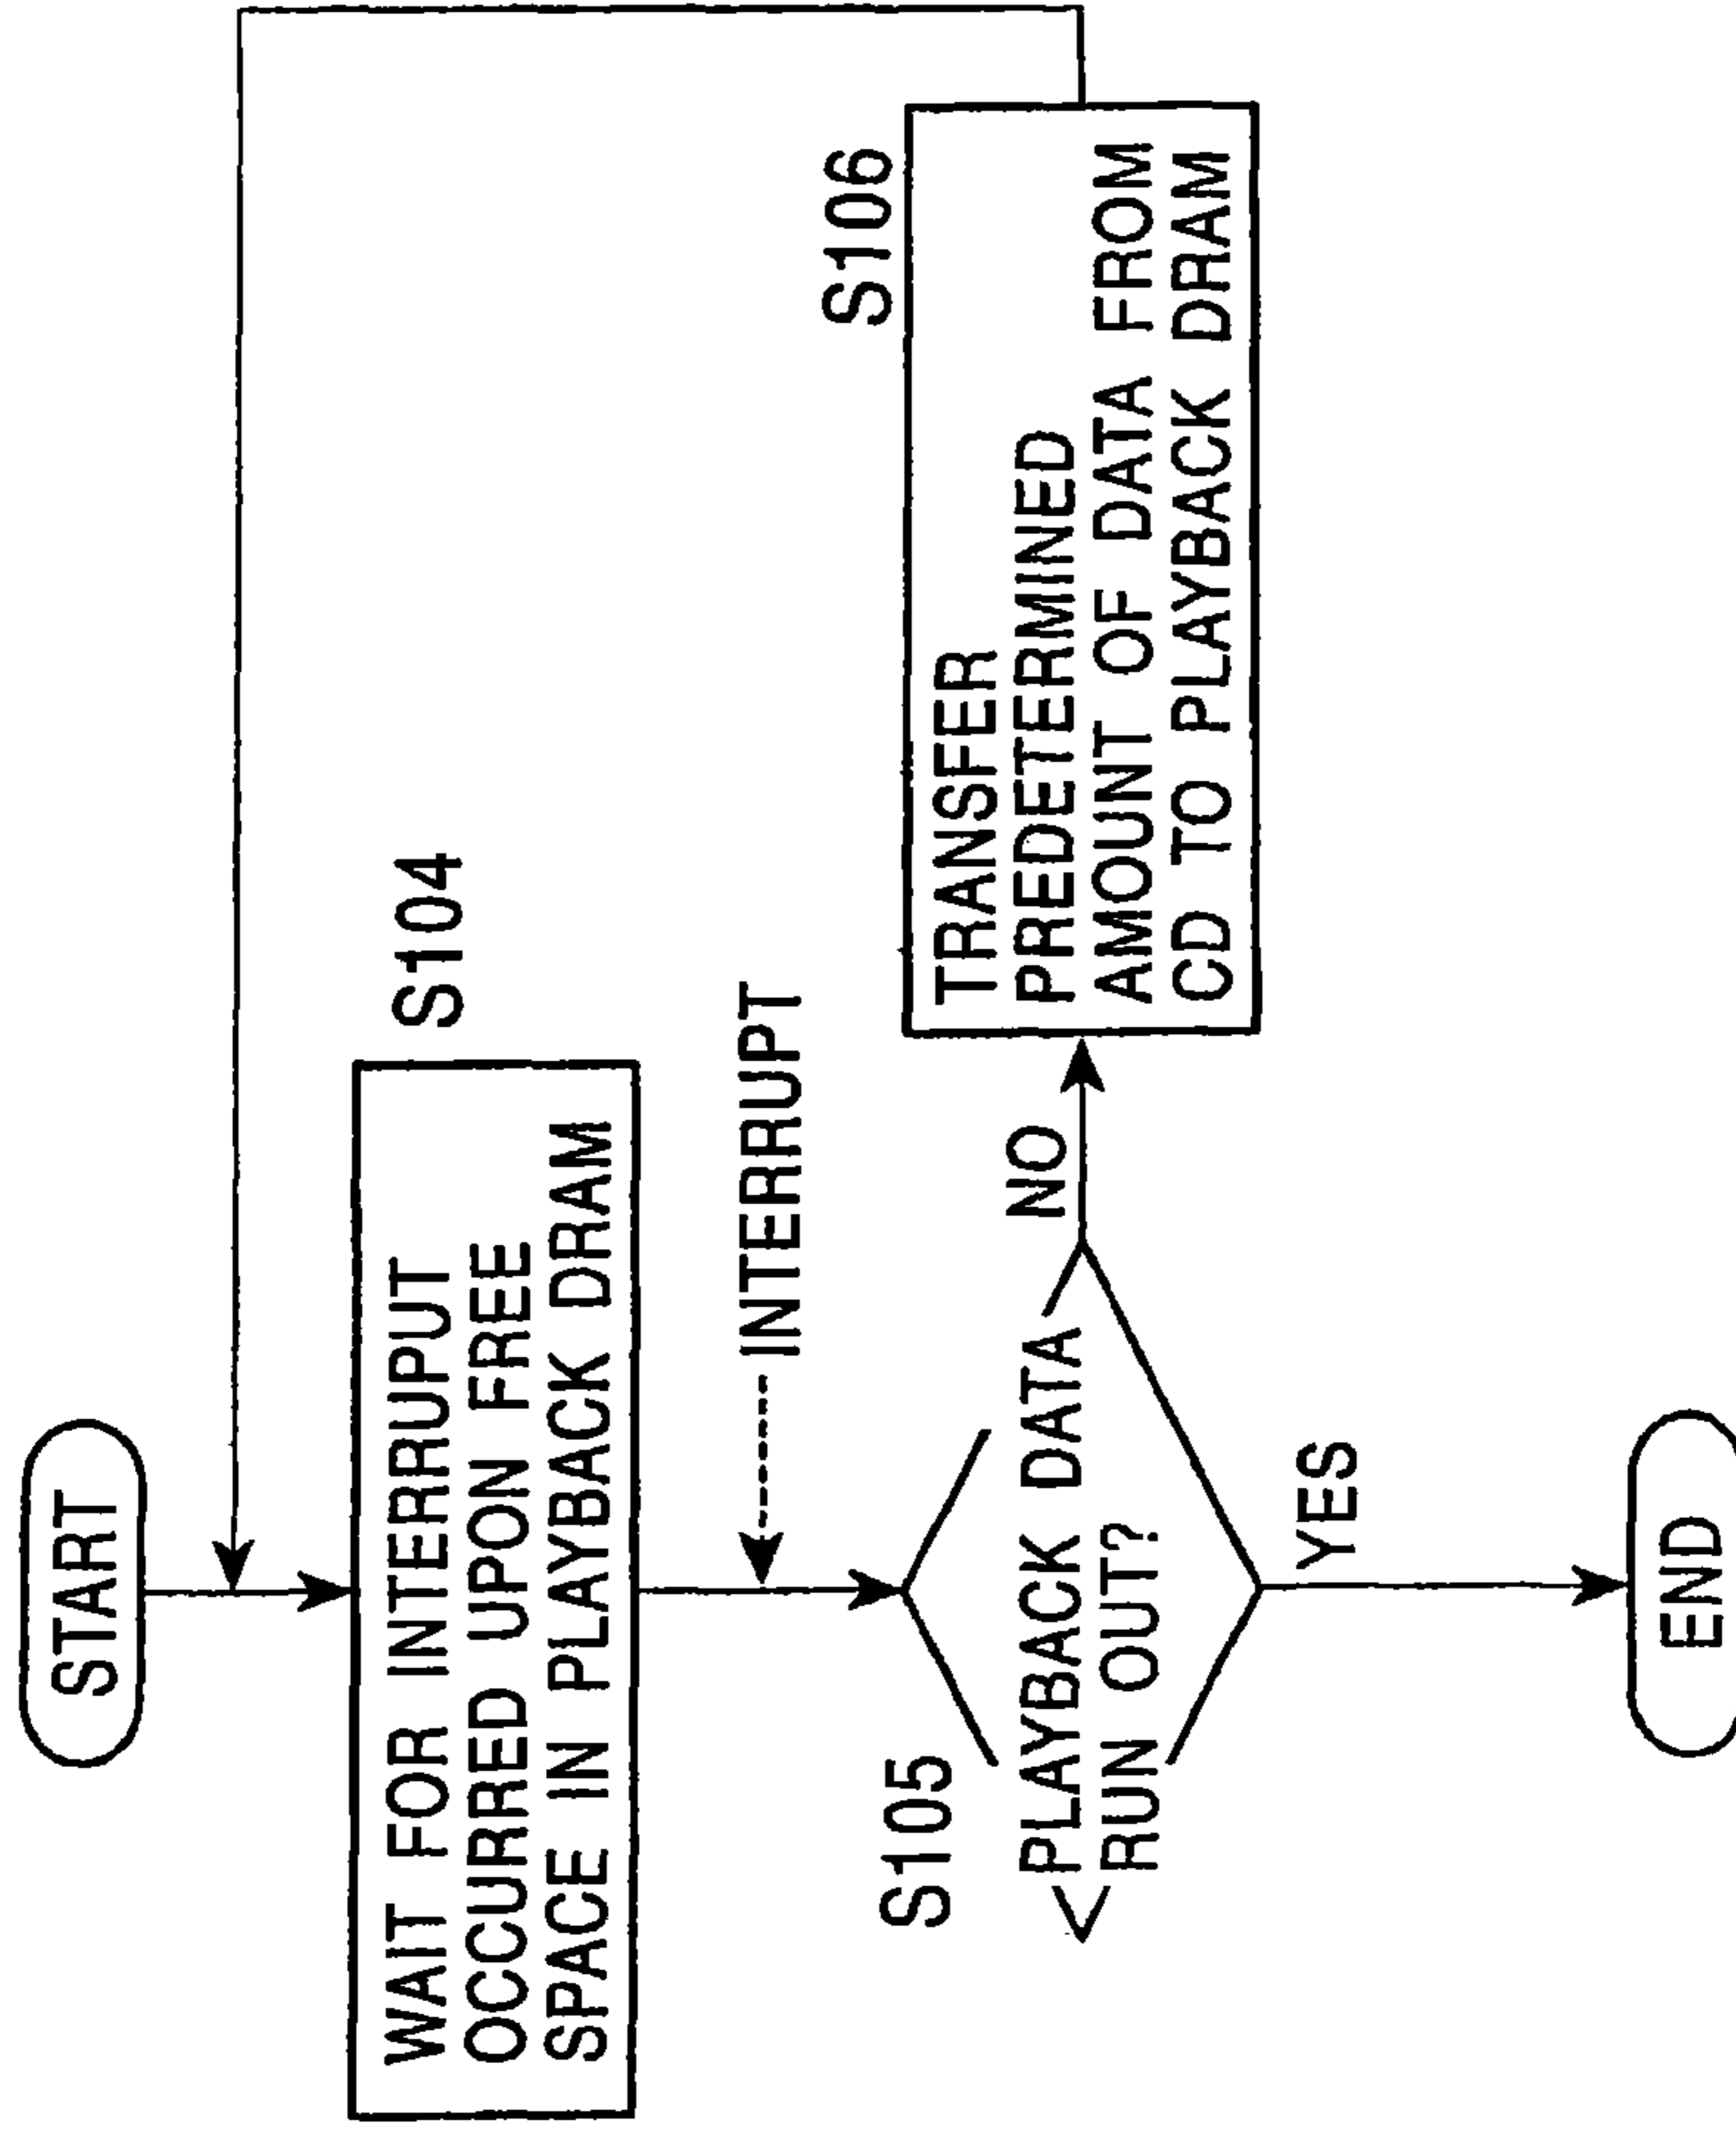 START
S104
WAIT FOR INTERRUPUT
OCCURRED UPON FREE
SPACE IN PLAYBACK DRAM
INTERRUPT
S105
PLAYBACK DATA
RUN OUT?
NO
S106
TRANSFER
PREDETERMINED
AMOUNT OF DATA FROM
CD TO PLAYBACK DRAM
YES
END